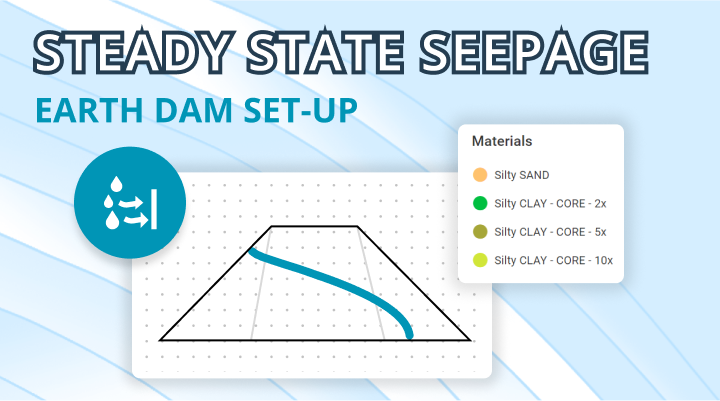 STEADY STATE SEEPAGE
EARTH DAM SET-UP
Materials
Silty SAND
Silty CLAY - CORE - 2x
Silty CLAY - CORE - 5x
Silty CLAY - CORE - 10x